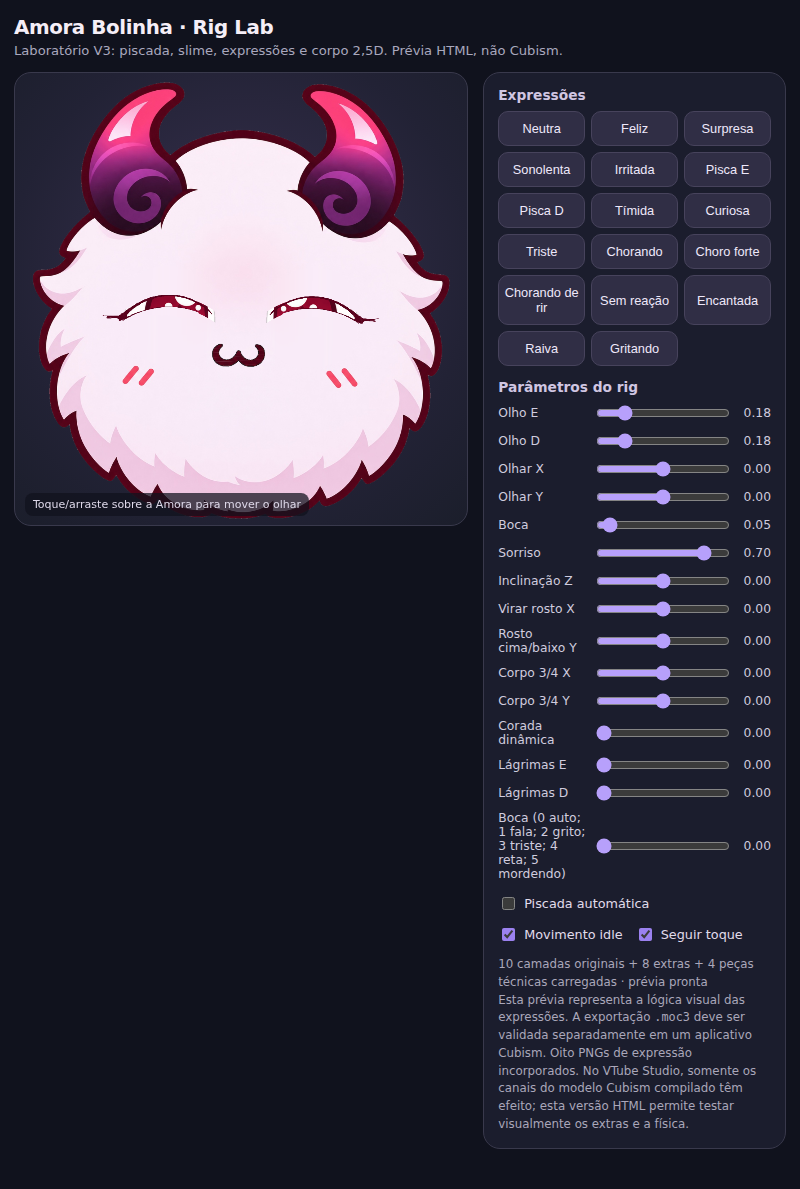 Amora Bolinha · Rig Lab
Laboratório V3: piscada, slime, expressões e corpo 2,5D. Prévia HTML, não Cubism.
Toque/arraste sobre a Amora para mover o olhar
Expressões
Neutra
Feliz
Surpresa
Sonolenta
Irritada
Pisca E
Pisca D
Tímida
Curiosa
Triste
Chorando
Choro forte
Chorando de
rir
Sem reação
Encantada
Raiva
Gritando
Parâmetros do rig
Olho E 0.18
Olho D 0.18
Olhar X 0.00
Olhar Y 0.00
Boca 0.05
Sorriso 0.70
Inclinação Z 0.00
Virar rosto X 0.00
Rosto
cima/baixo Y 0.00
Corpo 3/4 X 0.00
Corpo 3/4 Y 0.00
Corada
dinâmica 0.00
Lágrimas E 0.00
Lágrimas D 0.00
Boca (0 auto;
1 fala; 2 grito;
3 triste; 4 0.00
reta; 5
mordendo)
Piscada automática
Movimento idle Seguir toque
10 camadas originais + 8 extras + 4 peças
técnicas carregadas · prévia pronta
Esta prévia representa a lógica visual das
expressões. A exportação .moc3 deve ser
validada separadamente em um aplicativo
Cubism. Oito PNGs de expressão
incorporados. No VTube Studio, somente os
canais do modelo Cubism compilado têm
efeito; esta versão HTML permite testar
visualmente os extras e a física.